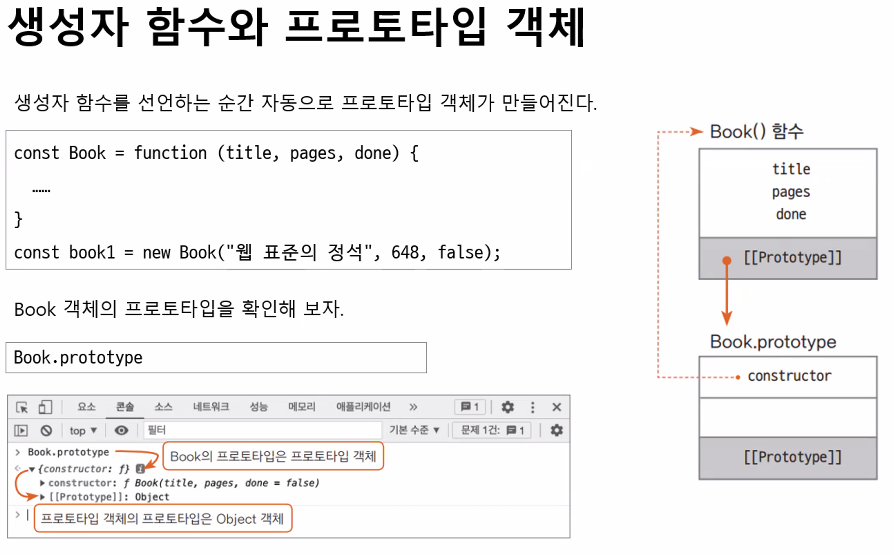 생성자 함수와 프로토타입 객체
생성자 함수를 선언하는 순간 자동으로 프로토타입 객체가 만들어진다.
const Book = function (title, pages, done) {
……
}
const book1 = new Book("웹 표준의 정석", 648, false);
Book 객체의 프로토타입을 확인해 보자.
Book.prototype
요소 콘솔 소스 네트워크 성능 메모리 애플리케이션 » 1
top ▼ 필터 기본 수준 ▼ 문제 1건: 1
> Book.prototype
Book의 프로토타입은 프로토타입 객체
<· ▼{constructor: ƒ} i
▶ constructor: ƒ Book(title, pages, done = false)
▶ [[Prototype]]: Object
>
프로토타입 객체의 프로토타입은 Object 객체
Book() 함수
title
pages
done
[[Prototype]]
Book.prototype
constructor
[[Prototype]]